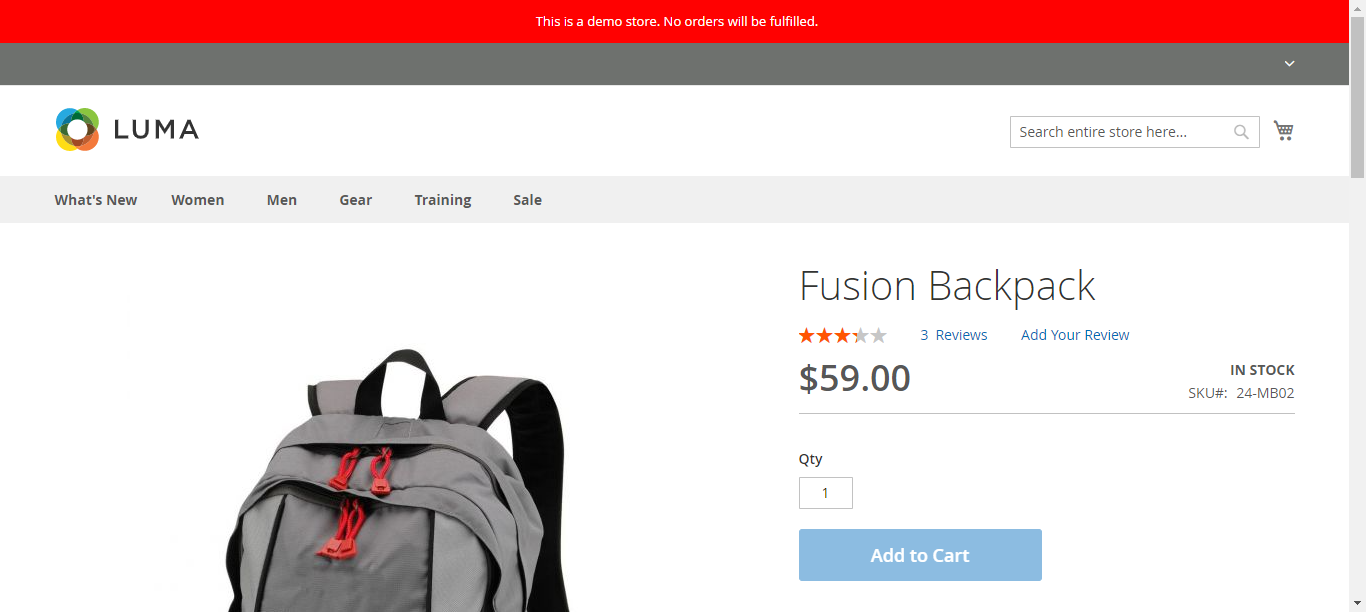 This is a demo store. No orders will be fulfilled.
LUMA
Search entire store here...
What's New Women Men Gear Training Sale
Fusion Backpack
3 Reviews Add Your Review
$59.00
IN STOCK
SKU#: 24-MB02
Qty
1
Add to Cart